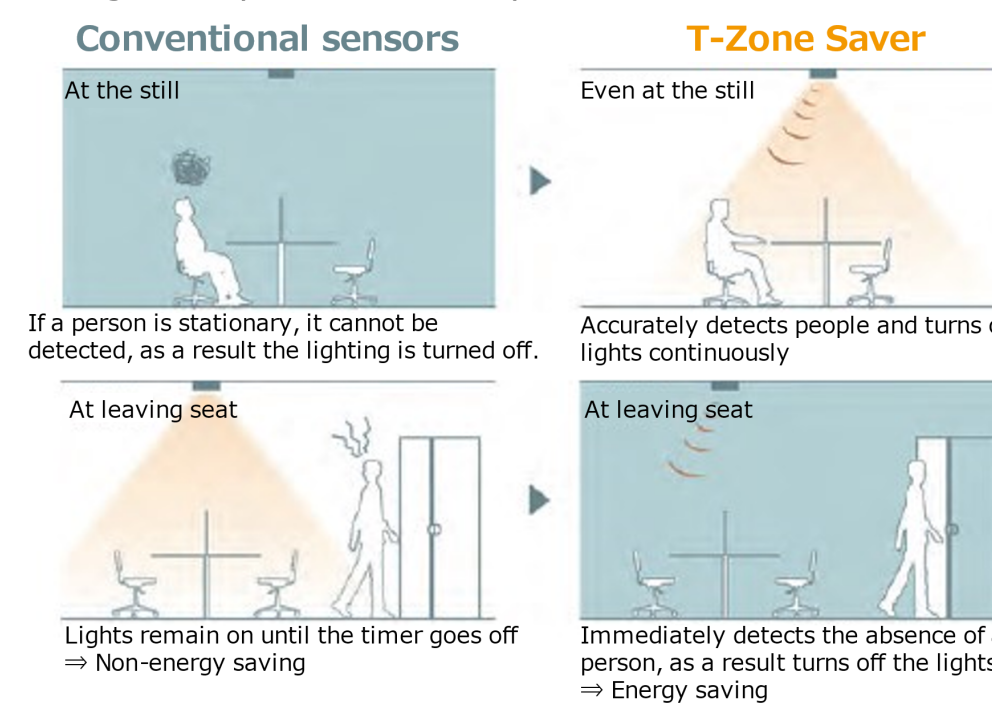 Conventional sensors
T-Zone Saver
At the still
Even at the still
If a person is stationary, it cannot be
detected, as a result the lighting is turned off.
Accurately detects people and turns
lights continuously
At leaving seat
At leaving seat
Lights remain on until the timer goes off
⇒ Non-energy saving
Immediately detects the absence of
person, as a result turns off the lights
⇒ Energy saving